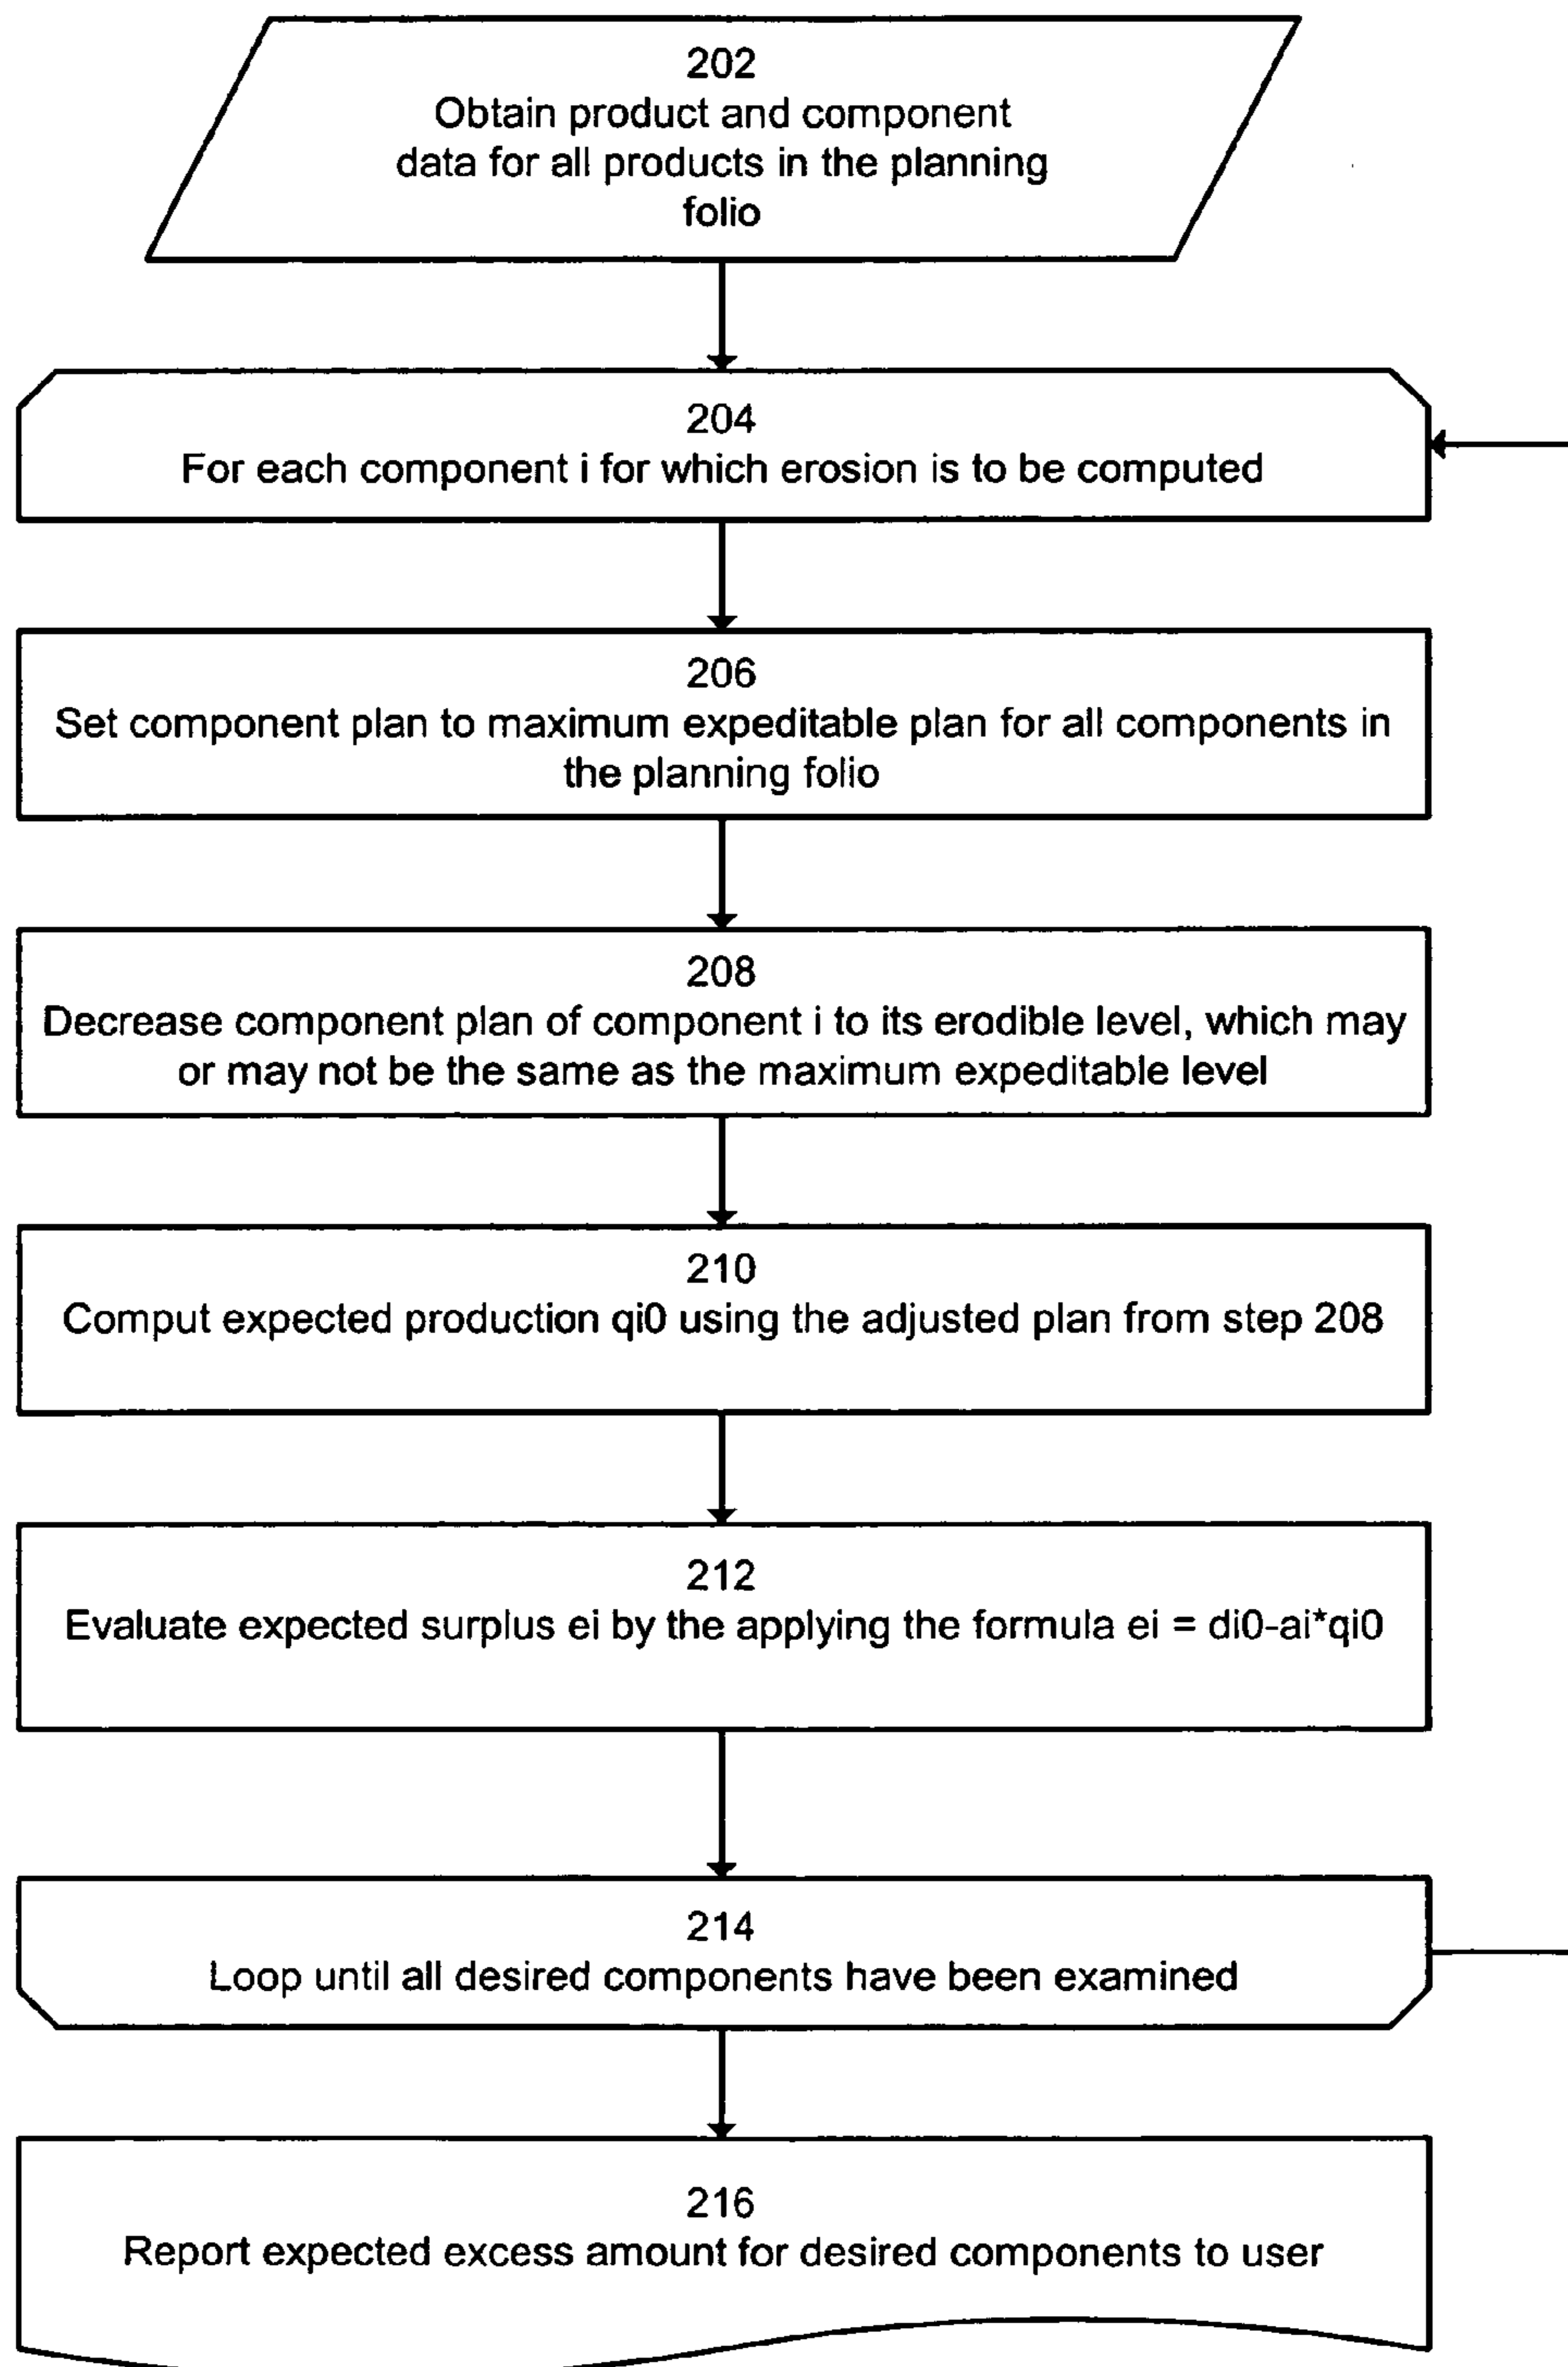 202
Obtain product and component
data for all products in the planning
folio
204
For each component i for which erosion is to be computed
206
Set component plan to maximum expeditable plan for all components in
the planning folio
208
Decrease component plan of component i to its erodible level, which may
or may not be the same as the maximum expeditable level
210
Comput expected production qi0 using the adjusted plan from step 208
212
Evaluate expected surplus ei by the applying the formula ei = di0-ai*qi0
214
Loop until all desired components have been examined
216
Report expected excess amount for desired components to user